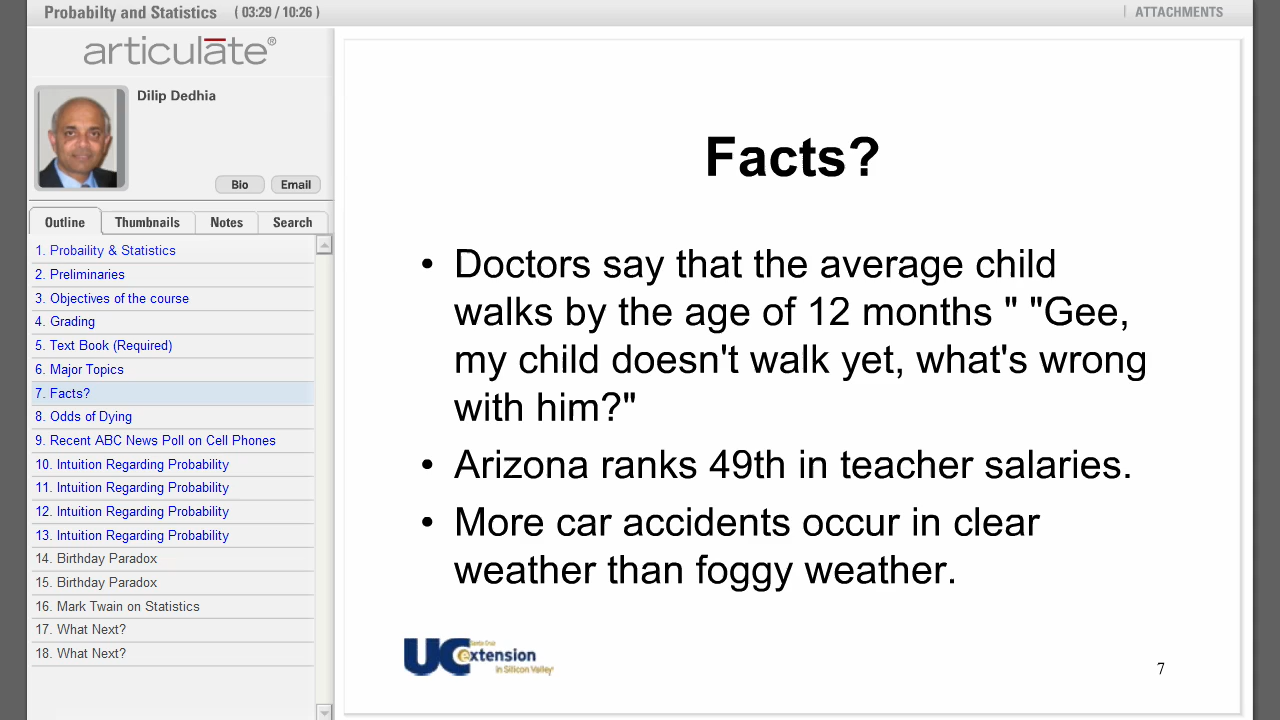 Probabilty and Statistics ( 03:29 / 10:26 )
ATTACHMENTS
articulate®
Dilip Dedhia
Bio Email
Outline Thumbnails Notes Search
1. Probaility & Statistics
2. Preliminaries
3. Objectives of the course
4. Grading
5. Text Book (Required)
6. Major Topics
7. Facts?
8. Odds of Dying
9. Recent ABC News Poll on Cell Phones
10. Intuition Regarding Probability
11. Intuition Regarding Probability
12. Intuition Regarding Probability
13. Intuition Regarding Probability
14. Birthday Paradox
15. Birthday Paradox
16. Mark Twain on Statistics
17. What Next?
18. What Next?
Facts?
• Doctors say that the average child
walks by the age of 12 months " "Gee,
my child doesn't walk yet, what's wrong
with him?"
• Arizona ranks 49th in teacher salaries.
• More car accidents occur in clear
weather than foggy weather.
Santa Cruz
UC extension
in Silicon Valley
7